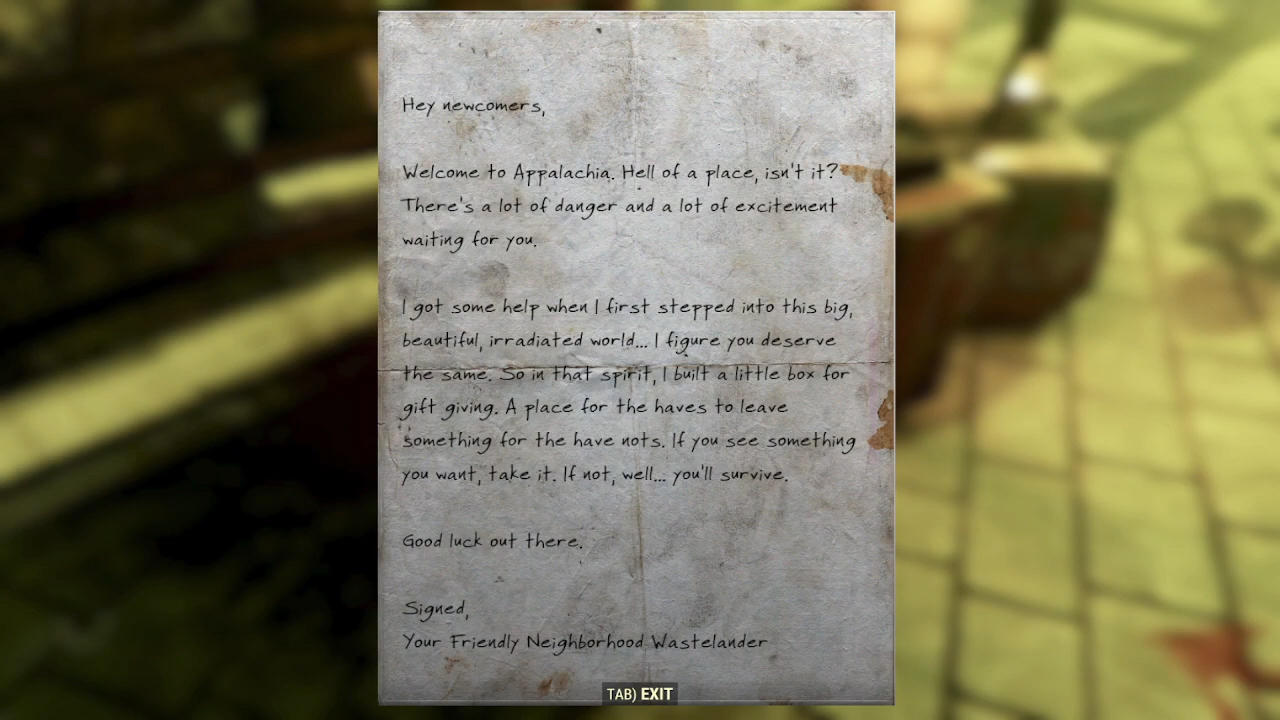 Hey newcomers,
Welcome to Appalachia. Hell of a place, isn't it?
There's a lot of danger and a lot of excitement
waiting for you.
I got some help when I first stepped into this big,
beautiful, irradiated world... I figure you deserve
the same. So in that spirit, I built a little box for
gift giving. A place for the haves to leave
something for the have nots. If you see something
you want, take it. If not, well... you'll survive.
Good luck out there.
Signed,
Your Friendly Neighborhood Wastelander
TAB) EXIT